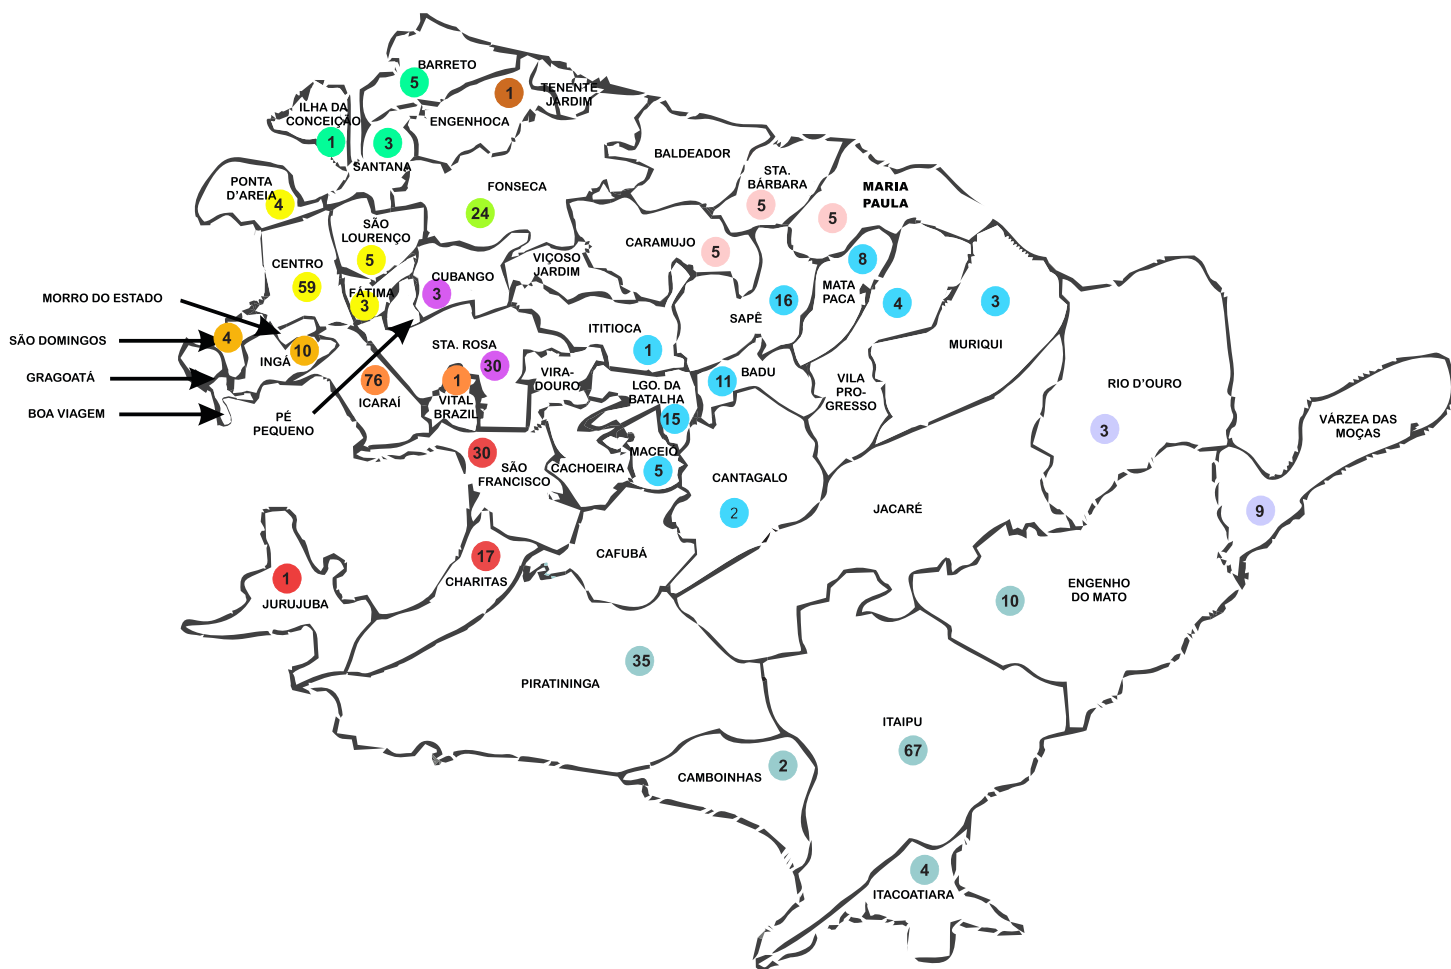 BARRETO
5
TENENTE
JARDIM
1
ILHA DA
CONCEIÇÃO
1
ENGENHOCA
3
SANTANA
BALDEADOR
STA.
BÁRBARA
5
MARIA
PAULA
5
PONTA
D'AREIA
4
FONSECA
24
SÃO
LOURENÇO
5
CARAMUJO
5
VIÇOSO
JARDIM
CENTRO
59
CUBANGO
3
FÁTIMA
3
8
MATA
PACA
4
3
MURIQUI
16
SAPÊ
MORRO DO ESTADO
SÃO DOMINGOS
4
GRAGOATÁ
BOA VIAGEM
INGÁ
10
PÉ
PEQUENO
76
ICARAÍ
STA. ROSA
30
1
VITAL
BRAZIL
VIRA-
DOURO
ITITIOCA
1
LGO. DA
BATALHA
15
BADU
11
VILA
PRO-
GRESSO
RIO D'OURO
3
VÁRZEA DAS
MOÇAS
9
30
SÃO
FRANCISCO
CACHOEIRA
MACEIÓ
5
CANTAGALO
2
JACARÉ
17
CHARITAS
CAFUBÁ
1
JURUJUBA
ENGENHO
DO MATO
10
35
PIRATININGA
ITAIPU
67
CAMBOINHAS
2
4
ITACOATIARA